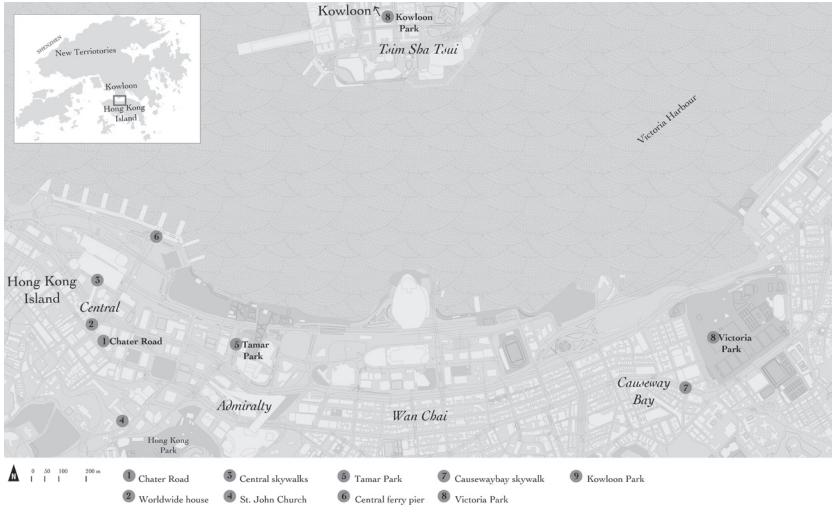 SHENZHEN
New Terriotories
Kowloon
Hong Kong
Island
Kowloon
8 Kowloon
Park
Tsim Sha Tsui
Victoria Harbour
6
Hong Kong
Island
3
Central
2
1 Chater Road
5 Tamar
Park
8 Victoria
Park
Causeway
Bay
7
Admiralty
Wan Chai
4
Hong Kong
Park
N
0 50 100 200 m
1 Chater Road
3 Central skywalks
5 Tamar Park
7 Causewaybay skywalk
9 Kowloon Park
2 Worldwide house
4 St. John Church
6 Central ferry pier
8 Victoria Park